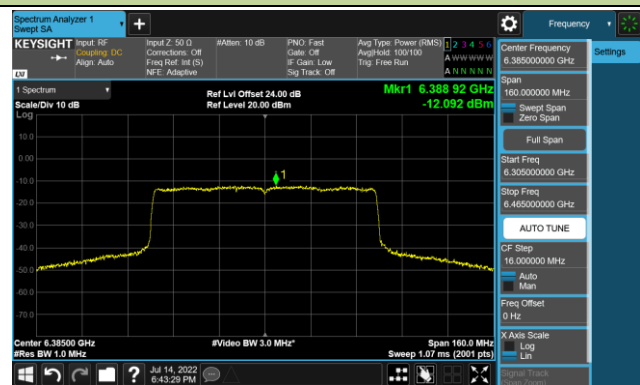 Spectrum Analyzer 1
Swept SA
+
Frequency
KEYSIGHT
Input: RF
Coupling: DC
Align: Auto
Input Z: 50 Ω
Corrections: Off
Freq Ref: Int (S)
NFE: Adaptive
#Atten: 10 dB
PNO: Fast
Gate: Off
IF Gain: Low
Sig Track: Off
Avg Type: Power (RMS)
Avg|Hold: 100/100
Trig: Free Run
1 2 3 4 5 6
A W W W W W
A N N N N N
LXI
1 Spectrum
Scale/Div 10 dB
Log
Ref Lvl Offset 24.00 dB
Ref Level 20.00 dBm
Mkr1 6.388 92 GHz
-12.092 dBm
10.0
0.00
-10.0
-20.0
-30.0
-40.0
-50.0
-60.0
-70.0
1
Center 6.38500 GHz
#Res BW 1.0 MHz
#Video BW 3.0 MHz*
Span 160.0 MHz
Sweep 1.07 ms (2001 pts)
Center Frequency
6.385000000 GHz
Span
160.000000 MHz
Swept Span
Zero Span
Full Span
Start Freq
6.305000000 GHz
Stop Freq
6.465000000 GHz
AUTO TUNE
CF Step
16.000000 MHz
Auto
Man
Freq Offset
0 Hz
X Axis Scale
Log
Lin
Signal Track
(Span Zoom)
Settings
?
Jul 14, 2022
6:43:29 PM